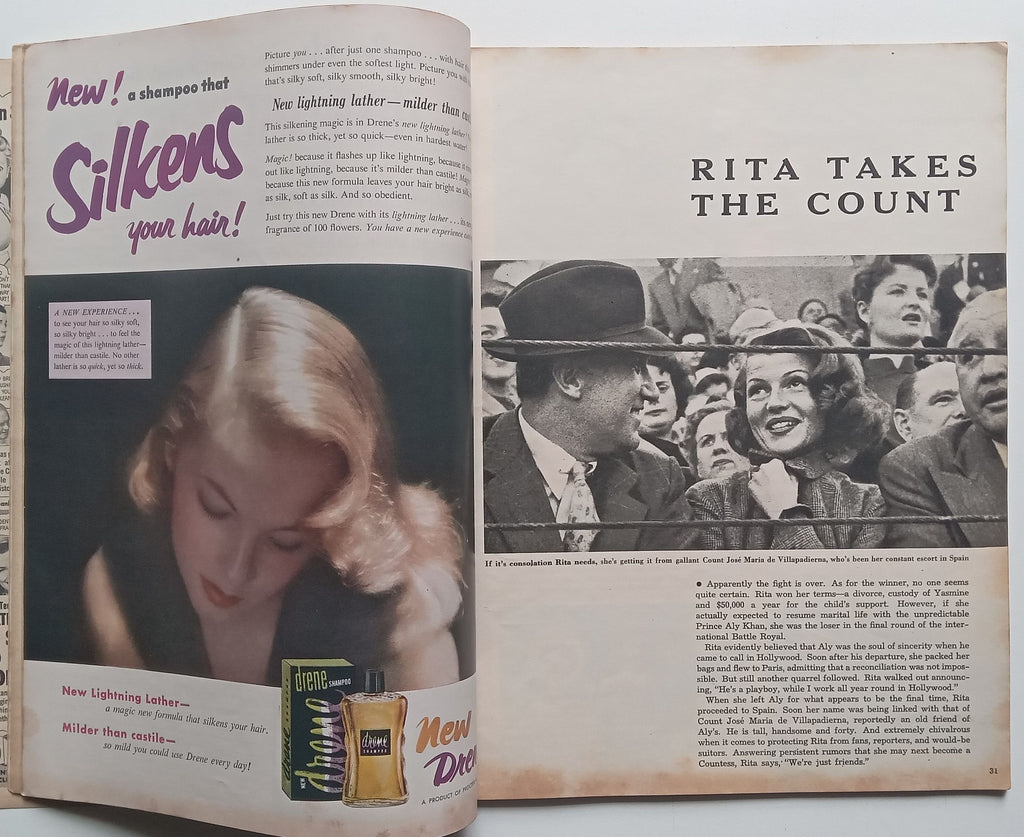 New! a shampoo that
Silkens
your hair!
Picture you . . . after just one shampoo . . . with hair
shimmers under even the softest light. Picture you
that's silky soft, silky smooth, silky bright!
New lightning lather—milder than
This silkening magic is in Drene's new lightning lather
lather is so thick, yet so quick—even in hardest water
Magic! because it flashes up like lightning, because it
out like lightning, because it's milder than castile!
because this new formula leaves your hair bright as
as silk, soft as silk. And so obedient.
Just try this new Drene with its lightning lather . . .
fragrance of 100 flowers. You have a new experience
A NEW EXPERIENCE . . .
to see your hair so silky soft,
so silky bright . . . to feel the
magic of this lightning lather—
milder than castile. No other
lather is so quick, yet so thick.
New Lightning Lather—
a magic new formula that silkens your hair.
Milder than castile—
so mild you could use Drene every day!
drene SHAMPOO
NEW drene
drene
SHAMPOO
New
Dre
A PRODUCT OF
RITA TAKES
THE COUNT
If it's consolation Rita needs, she's getting it from gallant Count José Maria de Villapadierna, who's been her constant escort in Spain
● Apparently the fight is over. As for the winner, no one seems
quite certain. Rita won her terms—a divorce, custody of Yasmine
and $50,000 a year for the child's support. However, if she
actually expected to resume marital life with the unpredictable
Prince Aly Khan, she was the loser in the final round of the inter-
national Battle Royal.
Rita evidently believed that Aly was the soul of sincerity when he
came to call in Hollywood. Soon after his departure, she packed her
bags and flew to Paris, admitting that a reconciliation was not impos-
sible. But still another quarrel followed. Rita walked out announc-
ing, "He's a playboy, while I work all year round in Hollywood."
When she left Aly for what appears to be the final time, Rita
proceeded to Spain. Soon her name was being linked with that of
Count José Maria de Villapadierna, reportedly an old friend of
Aly's. He is tall, handsome and forty. And extremely chivalrous
when it comes to protecting Rita from fans, reporters, and would-be
suitors. Answering persistent rumors that she may next become a
Countess, Rita says, "We're just friends."
31